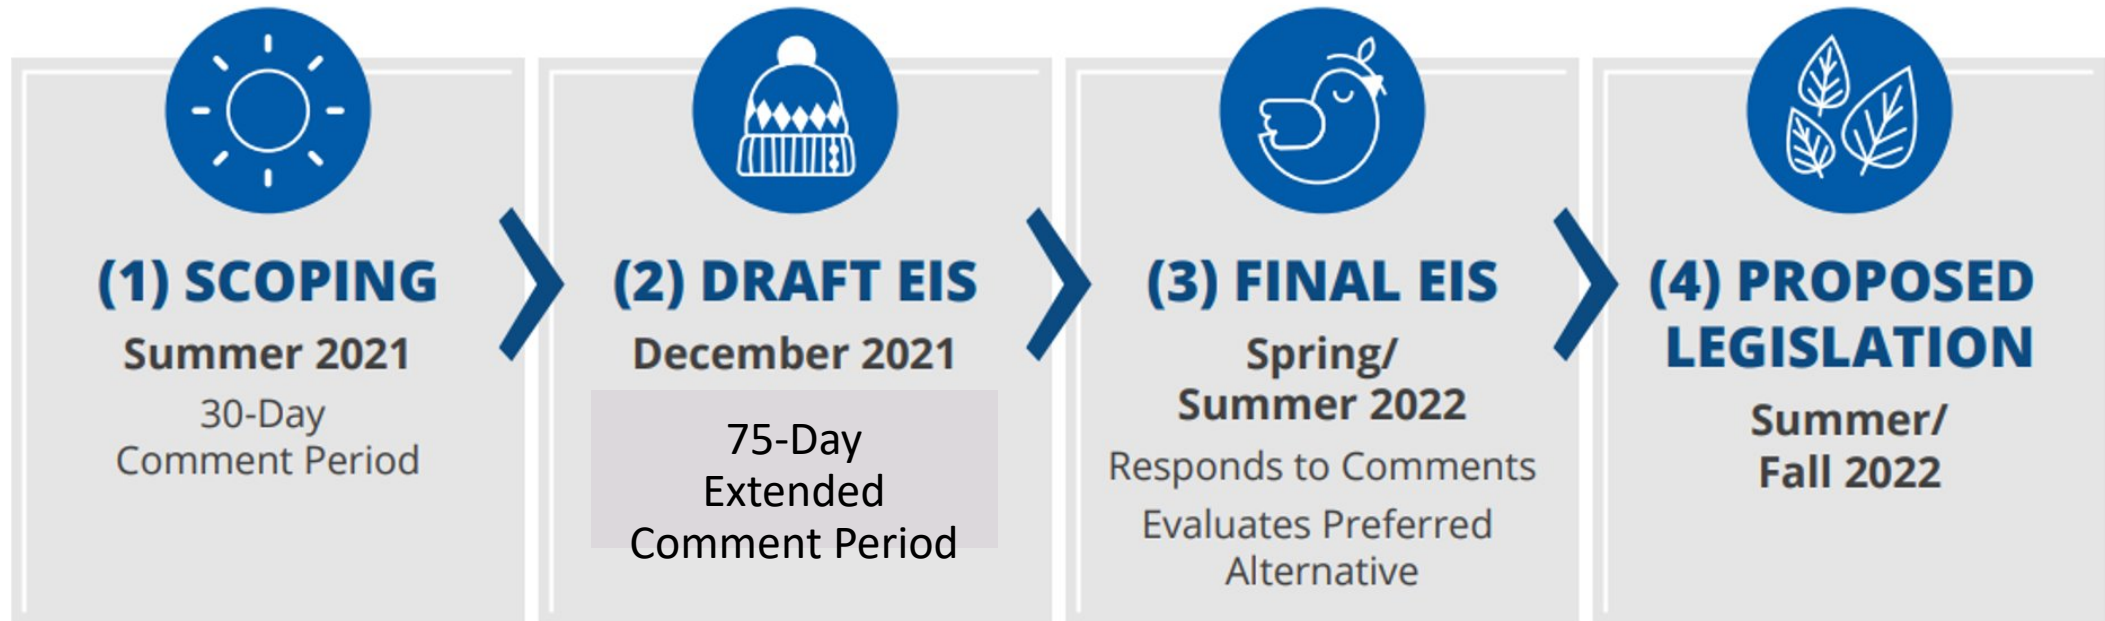 (1) SCOPING
Summer 2021
30-Day
Comment Period
(2) DRAFT EIS
December 2021
75-Day
Extended
Comment Period
(3) FINAL EIS
Spring/
Summer 2022
Responds to Comments
Evaluates Preferred
Alternative
(4) PROPOSED
LEGISLATION
Summer/
Fall 2022